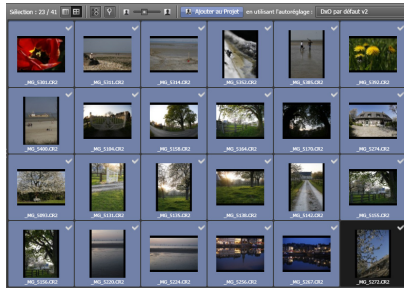 Sélection : 23 / 41 Ajouter au Projet en utilisant l'autoréglage : DxO par défaut v2
_MG_5301.CR2 _MG_5311.CR2 _MG_5314.CR2 _MG_5352.CR2 _MG_5385.CR2 _MG_5392.CR2
_MG_5400.CR2 _MG_5104.CR2 _MG_5158.CR2 _MG_5164.CR2 _MG_5170.CR2 _MG_5274.CR2
_MG_5093.CR2 _MG_5131.CR2 _MG_5135.CR2 _MG_5138.CR2 _MG_5142.CR2 _MG_5155.CR2
_MG_5156.CR2 _MG_5220.CR2 _MG_5224.CR2 _MG_5256.CR2 _MG_5267.CR2 _MG_5272.CR2